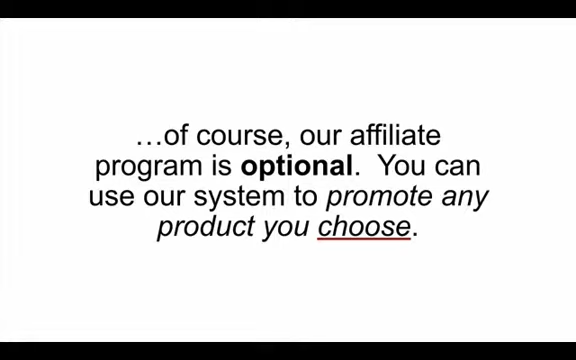 …of course, our affiliate
program is optional.  You can
use our system to promote any
product you choose.